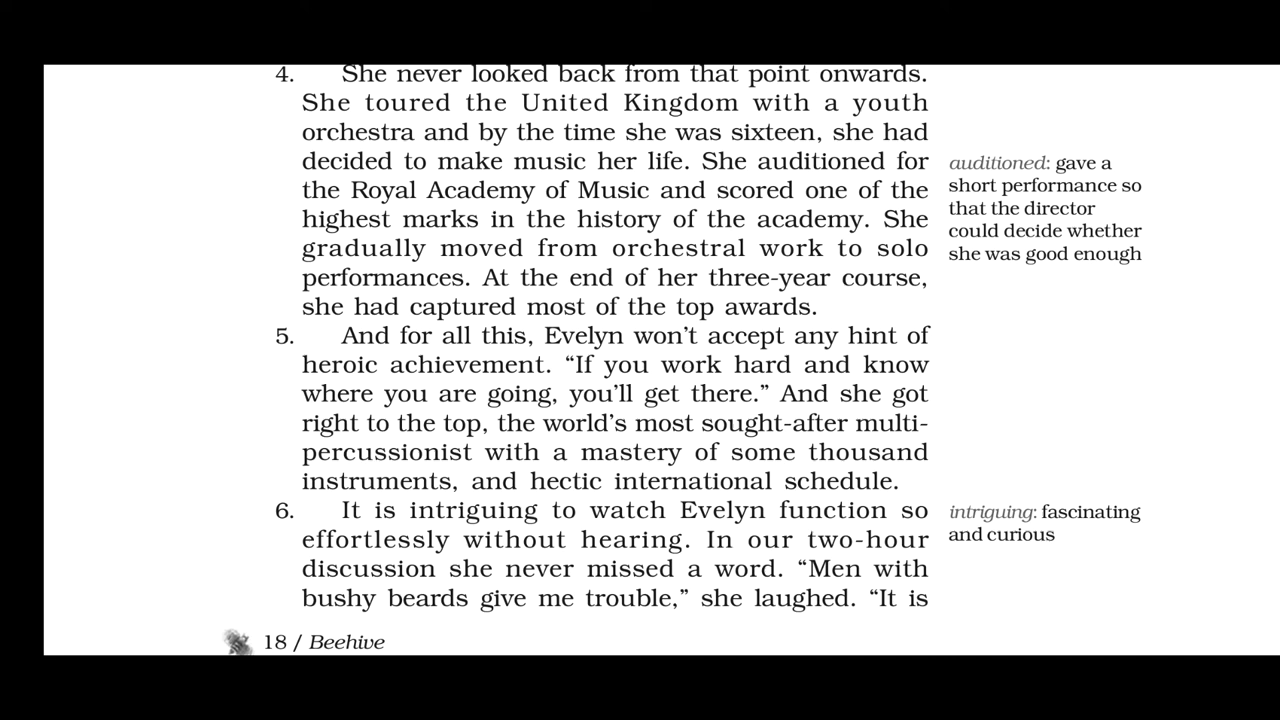 4. She never looked back from that point onwards.
She toured the United Kingdom with a youth
orchestra and by the time she was sixteen, she had
decided to make music her life. She auditioned for
the Royal Academy of Music and scored one of the
highest marks in the history of the academy. She
gradually moved from orchestral work to solo
performances. At the end of her three-year course,
she had captured most of the top awards.
auditioned: gave a
short performance so
that the director
could decide whether
she was good enough
5. And for all this, Evelyn won’t accept any hint of
heroic achievement. “If you work hard and know
where you are going, you’ll get there.” And she got
right to the top, the world’s most sought-after multi-
percussionist with a mastery of some thousand
instruments, and hectic international schedule.
6. It is intriguing to watch Evelyn function so
effortlessly without hearing. In our two-hour
discussion she never missed a word. “Men with
bushy beards give me trouble,” she laughed. “It is
intriguing: fascinating
and curious
18 / Beehive